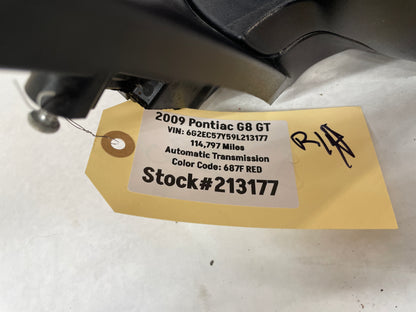 2009 Pontiac G8 GT
VIN: 6G2EC57Y59L213177
114,797 Miles
Automatic Transmission
Color Code: 687F RED
Stock#213177